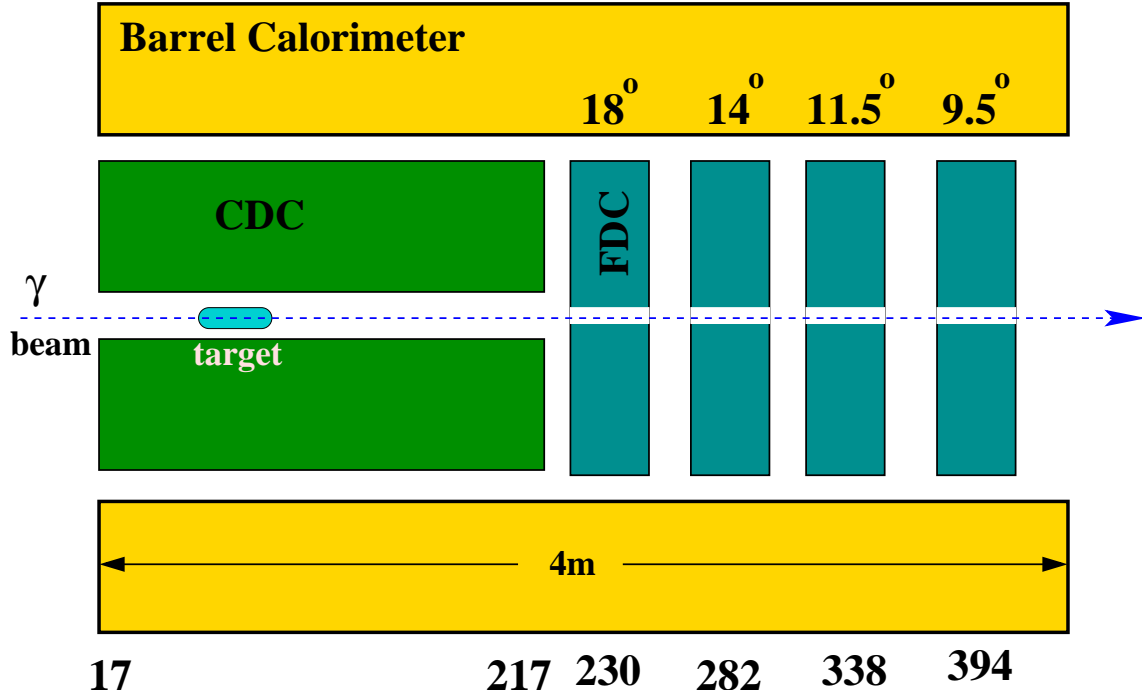 Barrel Calorimeter
18° 14° 11.5° 9.5°
CDC
FDC
γ
beam
target
4m
17 217 230 282 338 394